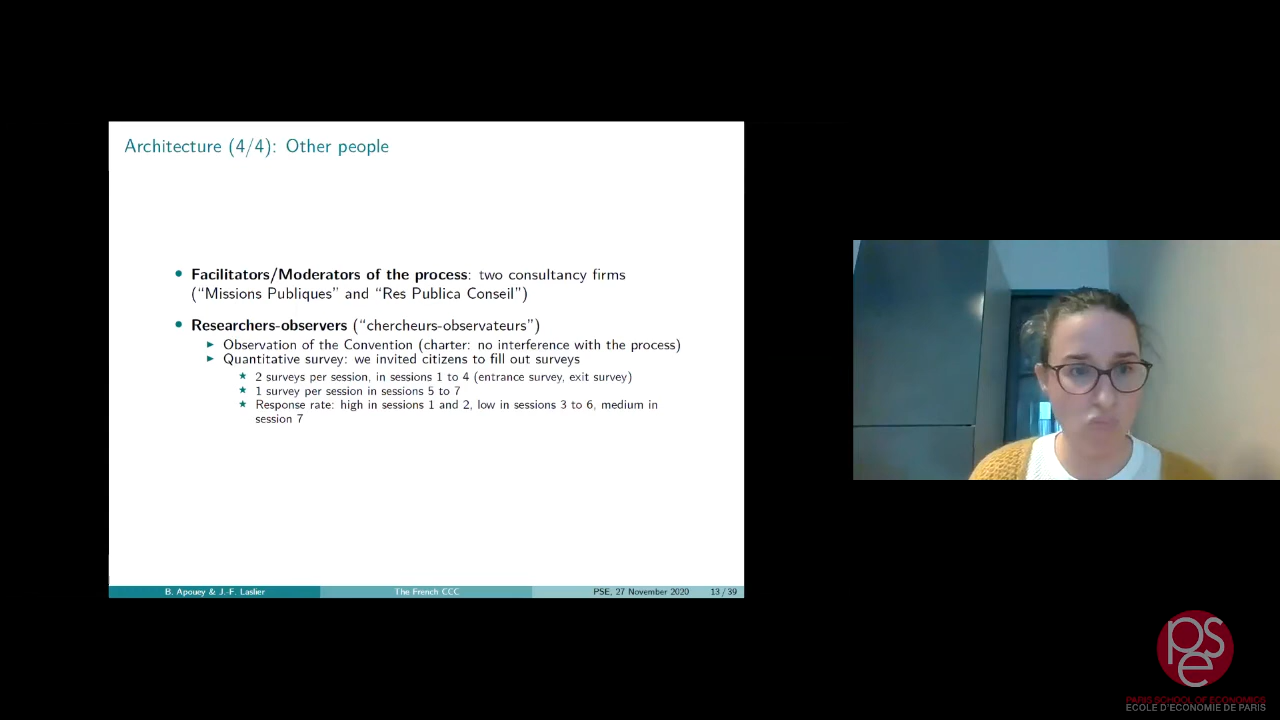 Architecture (4/4): Other people
• Facilitators/Moderators of the process: two consultancy firms
(“Missions Publiques” and “Res Publica Conseil”)
• Researchers-observers (“chercheurs-observateurs”)
▶ Observation of the Convention (charter: no interference with the process)
▶ Quantitative survey: we invited citizens to fill out surveys
★ 2 surveys per session, in sessions 1 to 4 (entrance survey, exit survey)
★ 1 survey per session in sessions 5 to 7
★ Response rate: high in sessions 1 and 2, low in sessions 3 to 6, medium in
session 7
B. Apouey & J.-F. Laslier The French CCC PSE, 27 November 2020 13 / 39
pse
PARIS SCHOOL OF ECONOMICS
ECOLE D'ECONOMIE DE PARIS